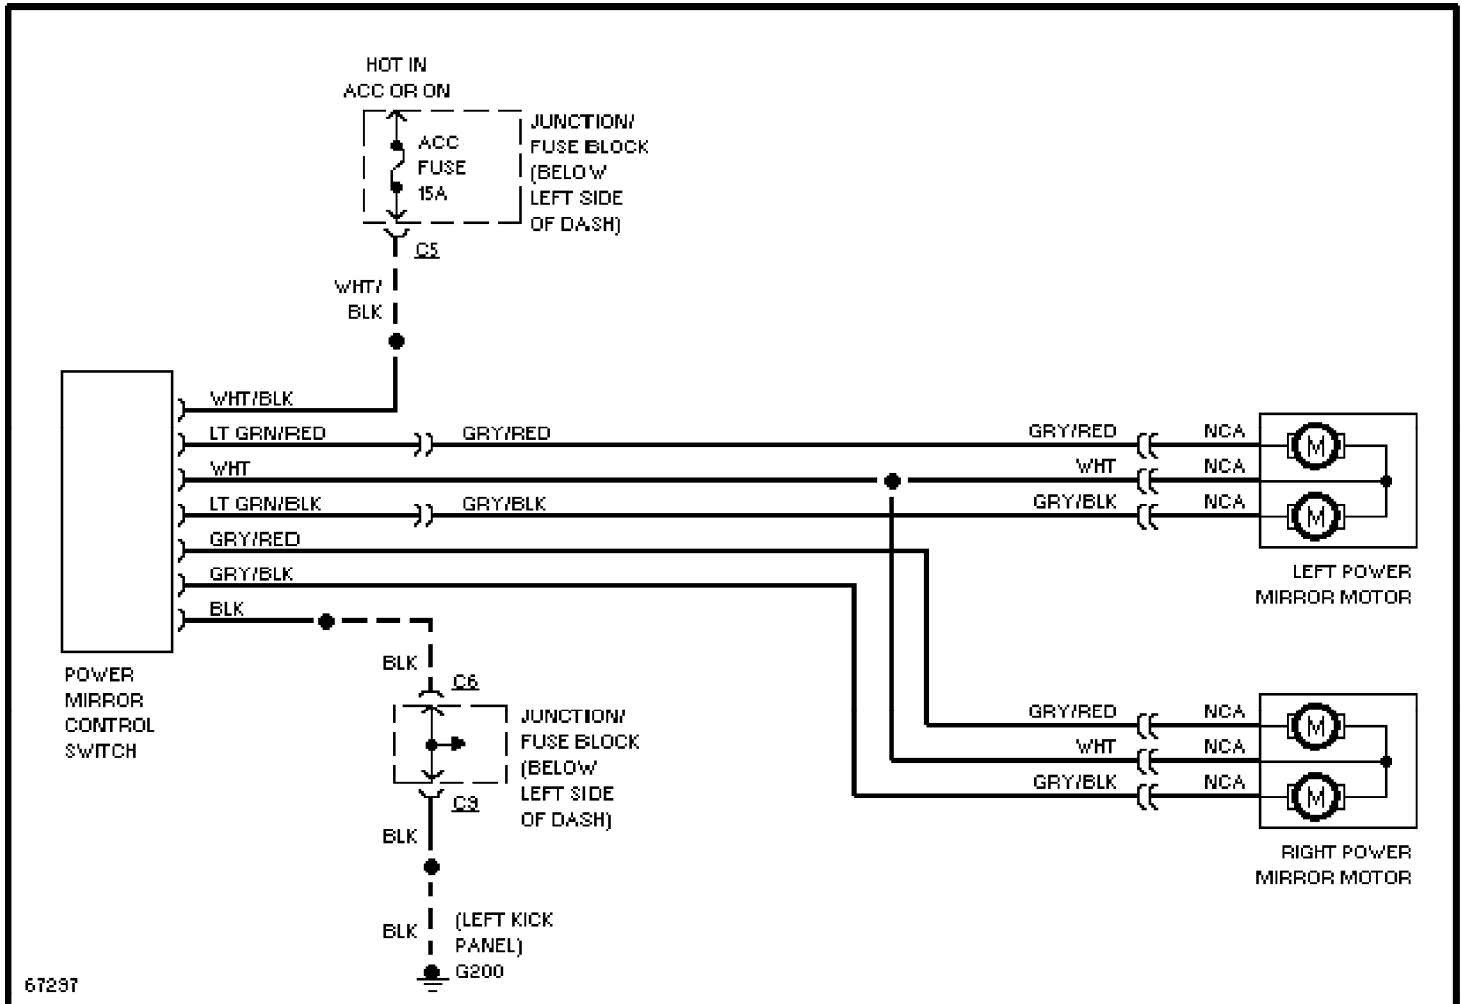 HOT IN
ACC OR ON
ACC
FUSE
15A
JUNCTION/
FUSE BLOCK
(BELOW
LEFT SIDE
OF DASH)
C5
WHT/
BLK
WHT/BLK
LT GRN/RED
GRY/RED
GRY/RED
NCA
M
WHT
WHT
NCA
LT GRN/BLK
GRY/BLK
GRY/BLK
NCA
M
GRY/RED
GRY/BLK
BLK
LEFT POWER
MIRROR MOTOR
POWER
MIRROR
CONTROL
SWITCH
BLK
C6
JUNCTION/
FUSE BLOCK
(BELOW
LEFT SIDE
OF DASH)
C9
BLK
GRY/RED
NCA
M
WHT
NCA
GRY/BLK
NCA
M
RIGHT POWER
MIRROR MOTOR
BLK
(LEFT KICK
PANEL)
G200
67297